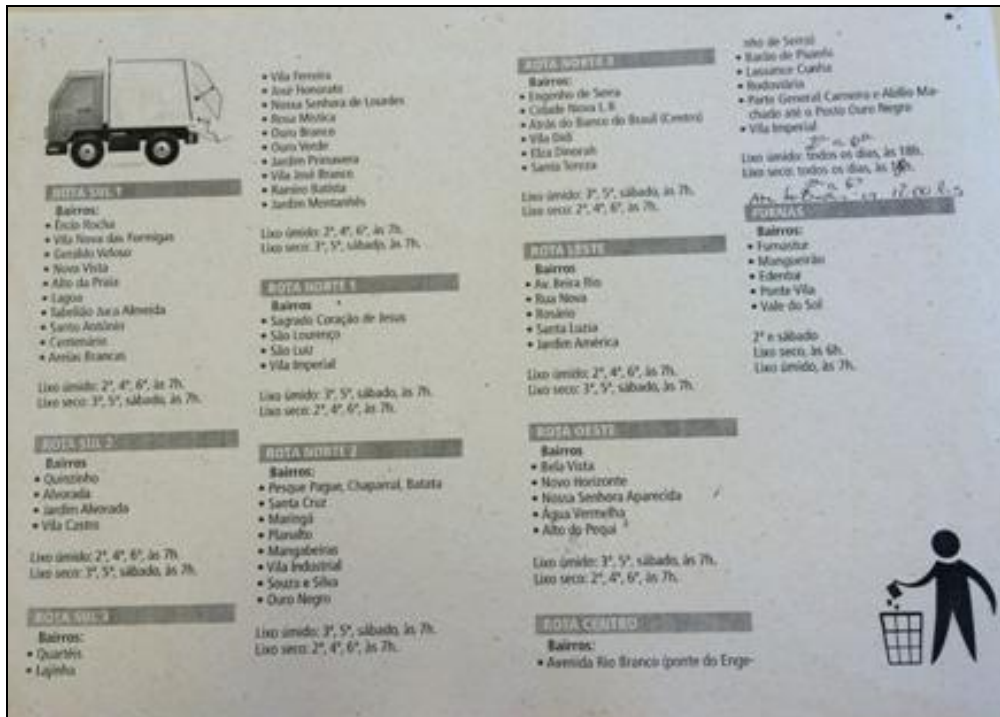 ROTA SUL 1
Bairros:
• Ercio Rocha
• Vila Nova das Formigas
• Geraldo Veloso
• Nova Vista
• Alto da Praia
• Lagoa
• Tabelião Juca Almeida
• Santo Antônio
• Centenário
• Areias Brancas
Lixo úmido: 2ª, 4ª, 6ª, às 7h.
Lixo seco: 3ª, 5ª, sábado, às 7h.
ROTA SUL 2
Bairros
• Quinzinho
• Alvorada
• Jardim Alvorada
• Vila Castro
Lixo úmido: 2ª, 4ª, 6ª, às 7h.
Lixo seco: 3ª, 5ª, sábado, às 7h.
ROTA SUL 3
Bairros:
• Quartéis
• Lajinha
• Vila Ferreira
• José Honorato
• Nossa Senhora de Lourdes
• Rosa Mística
• Ouro Branco
• Ouro Verde
• Jardim Primavera
• Vila José Branco
• Ramiro Batista
• Jardim Montanhês
Lixo úmido: 2ª, 4ª, 6ª, às 7h.
Lixo seco: 3ª, 5ª, sábado, às 7h.
ROTA NORTE 1
Bairros
• Sagrado Coração de Jesus
• São Lourenço
• São Luiz
• Vila Imperial
Lixo úmido: 3ª, 5ª, sábado, às 7h.
Lixo seco: 2ª, 4ª, 6ª, às 7h.
ROTA NORTE 2
Bairros:
• Pesque Pague, Chaparral, Batata
• Santa Cruz
• Maringá
• Planalto
• Mangabeiras
• Vila Industrial
• Souza e Silva
• Ouro Negro
Lixo úmido: 3ª, 5ª, sábado, às 7h.
Lixo seco: 2ª, 4ª, 6ª, às 7h.
ROTA NORTE 3
Bairros:
• Engenho de Serra
• Cidade Nova I, II
• Atrás do Banco do Brasil (Centro)
• Vila Didi
• Elza Dinorah
• Santa Tereza
Lixo úmido: 3ª, 5ª, sábado, às 7h.
Lixo seco: 2ª, 4ª, 6ª, às 7h.
ROTA LESTE
Bairros
• Av. Beira Rio
• Rua Nova
• Rosário
• Santa Luzia
• Jardim América
Lixo úmido: 2ª, 4ª, 6ª, às 7h.
Lixo seco: 3ª, 5ª, sábado, às 7h.
ROTA OESTE
Bairros
• Bela Vista
• Novo Horizonte
• Nossa Senhora Aparecida
• Água Vermelha
• Alto do Pequi
Lixo úmido: 3ª, 5ª, sábado, às 7h.
Lixo seco: 2ª, 4ª, 6ª, às 7h.
ROTA CENTRO
Bairros:
• Avenida Rio Branco (ponte do Enge-
nho de Serra)
• Barão de Piumhi
• Lassance Cunha
• Rodoviária
• Parte General Carneiro e Abílio Ma-
chado até o Posto Ouro Negro
• Vila Imperial
2ª a 6ª
Lixo úmido: todos os dias, às 18h.
Lixo seco: todos os dias, às
2ª a 6ª
FURNAS
Bairros:
• Furnastur
• Mangueirão
• Edentur
• Ponte Vila
• Vale do Sol
2ª e sábado
Lixo seco, às 6h.
Lixo úmido, às 7h.